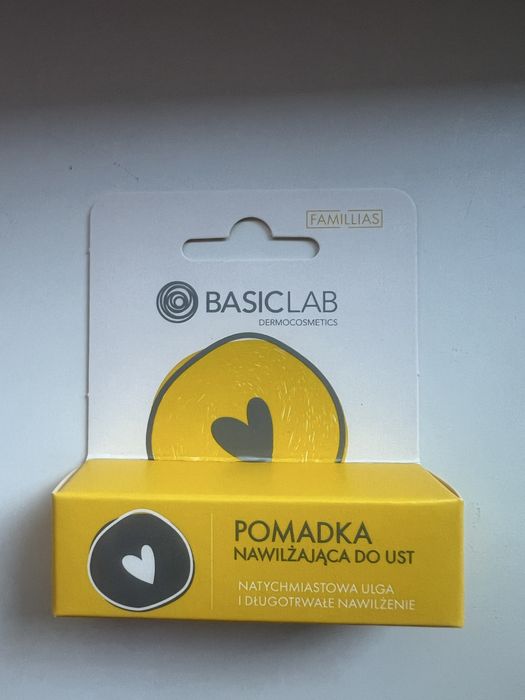 FAMILLIAS
BASICLAB
DERMOCOSMETICS
POMADKA
NAWILŻAJĄCA DO UST
NATYCHMIASTOWA ULGA
I DŁUGOTRWAŁE NAWILŻENIE